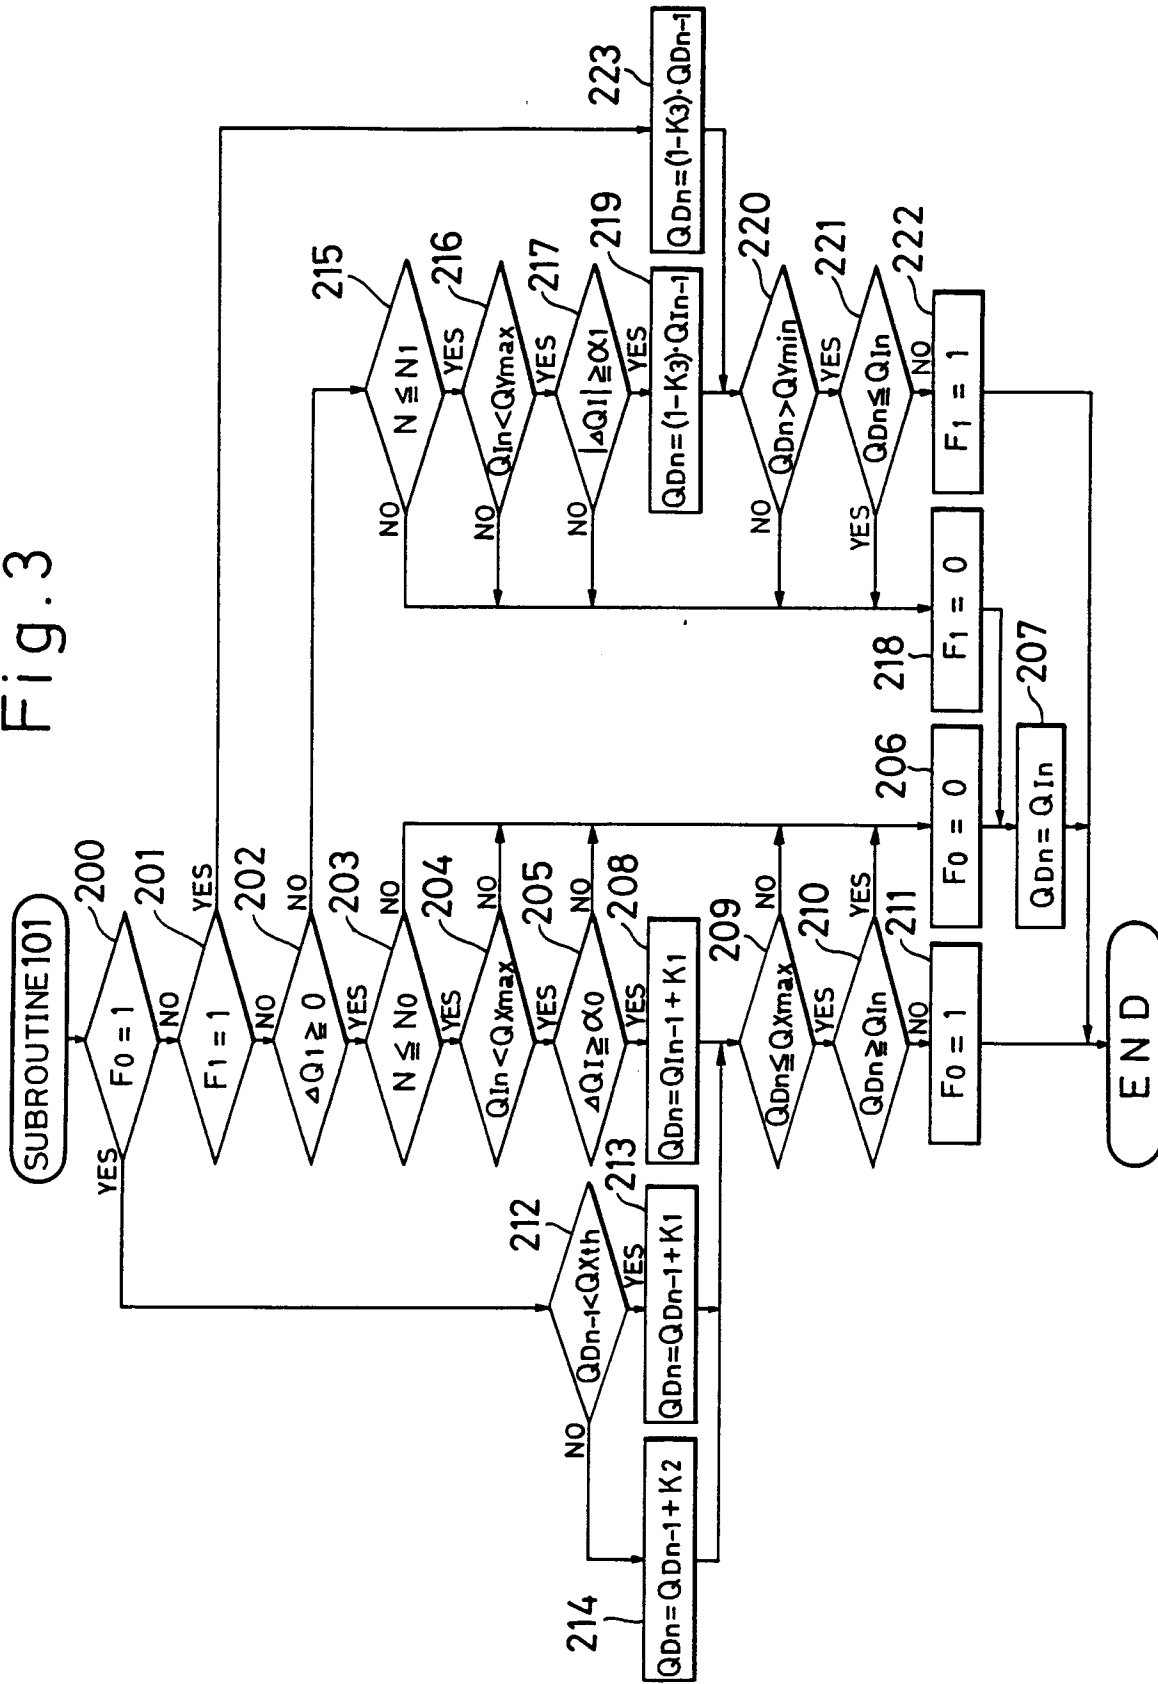 Fig. 3
SUBROUTINE 101
200
F0 = 1
YES
NO
201
F1 = 1
YES
NO
202
ΔQ1 ≧ 0
NO
YES
203
N ≦ N0
NO
YES
204
QIn < QXmax
NO
YES
205
ΔQI ≧ α0
NO
YES
208
QDn = QIn-1 + K1
209
QDn ≦ QXmax
NO
YES
210
QDn ≧ QIn
YES
NO
211
F0 = 1
END
212
QDn-1 < QXth
NO
YES
213
QDn = QDn-1 + K1
214
QDn = QDn-1 + K2
215
N ≦ N1
NO
YES
216
QIn < QYmax
NO
YES
217
|ΔQI| ≧ α1
NO
YES
219
QDn = (1-K3)·QIn-1
223
QDn = (1-K3)·QDn-1
220
QDn > QYmin
NO
YES
221
QDn ≦ QIn
YES
NO
222
F1 = 1
218
F1 = 0
206
F0 = 0
207
QDn = QIn